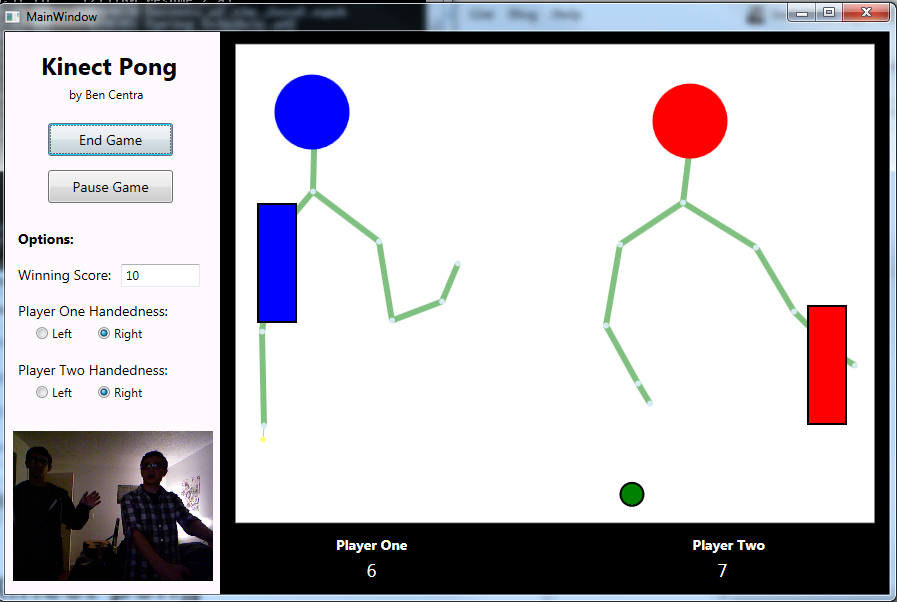 MainWindow
Kinect Pong
by Ben Centra
End Game
Pause Game
Options:
Winning Score: 10
Player One Handedness:
Left Right
Player Two Handedness:
Left Right
Player One Player Two
6 7